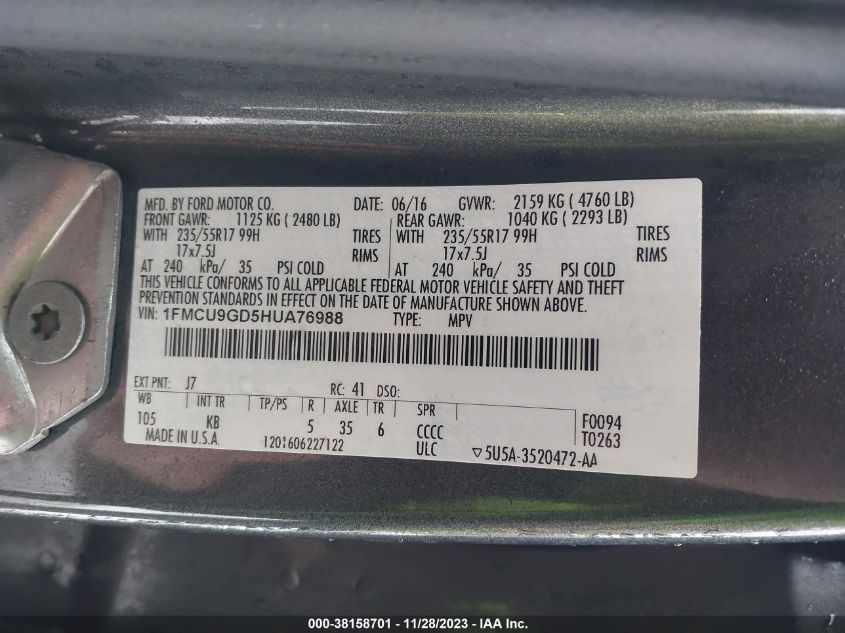 MFD. BY FORD MOTOR CO. DATE: 06/16 GVWR: 2159 KG ( 4760 LB)
FRONT GAWR: 1125 KG ( 2480 LB) REAR GAWR: 1040 KG ( 2293 LB)
WITH 235/55R17 99H TIRES WITH 235/55R17 99H TIRES
17x7.5J RIMS 17x7.5J RIMS
AT 240 kPa/ 35 PSI COLD AT 240 kPa/ 35 PSI COLD
THIS VEHICLE CONFORMS TO ALL APPLICABLE FEDERAL MOTOR VEHICLE SAFETY AND THEFT
PREVENTION STANDARDS IN EFFECT ON THE DATE OF MANUFACTURE SHOWN ABOVE.
VIN: 1FMCU9GD5HUA76988 TYPE: MPV
EXT PNT: J7 RC: 41 DSO:
WB INT TR TP/PS R AXLE TR SPR F0094
105 KB 5 35 6 CCCC T0263
MADE IN U.S.A. 1201606227122 ULC ▽5U5A-3520472-AA
000-38158701 - 11/28/2023 - IAA, Inc.